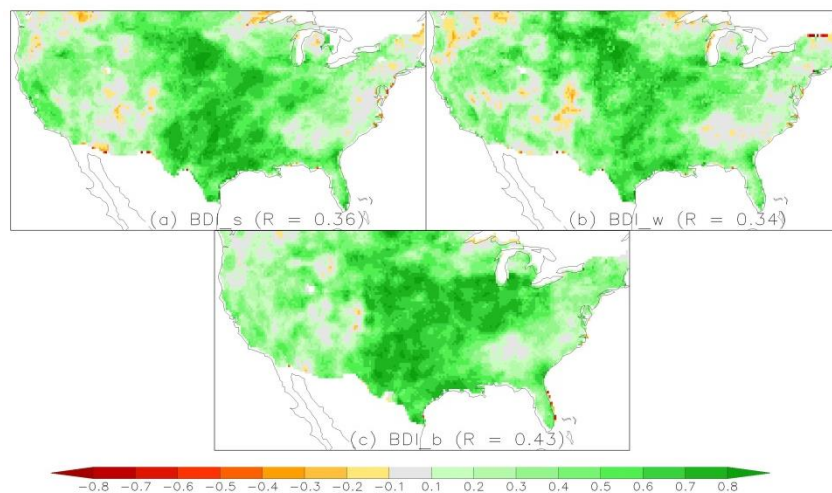 (a) BDI_s (R = 0.36)
(b) BDI_w (R = 0.34)
(c) BDI_b (R = 0.43)
-0.8 -0.7 -0.6 -0.5 -0.4 -0.3 -0.2 -0.1 0.1 0.2 0.3 0.4 0.5 0.6 0.7 0.8